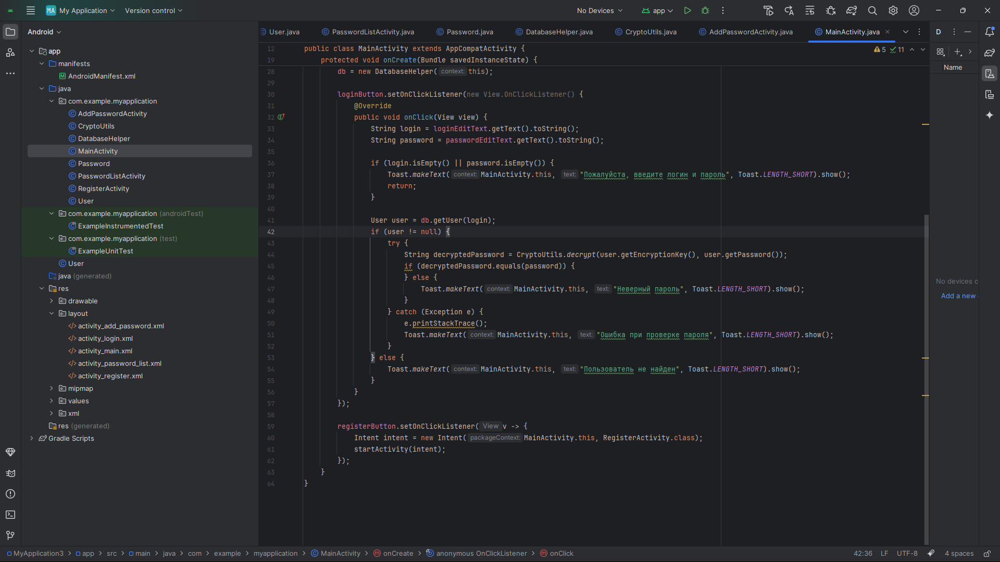 MA My Application Version control No Devices app
Android
User.java PasswordListActivity.java Password.java DatabaseHelper.java CryptoUtils.java AddPasswordActivity.java MainActivity.java D
app
manifests
AndroidManifest.xml
java
com.example.myapplication
AddPasswordActivity
CryptoUtils
DatabaseHelper
MainActivity
Password
PasswordListActivity
RegisterActivity
User
com.example.myapplication (androidTest)
ExampleInstrumentedTest
com.example.myapplication (test)
ExampleUnitTest
User
java (generated)
res
drawable
layout
activity_add_password.xml
activity_login.xml
activity_main.xml
activity_password_list.xml
activity_register.xml
mipmap
values
xml
res (generated)
Gradle Scripts
5 11
12 public class MainActivity extends AppCompatActivity {
19 protected void onCreate(Bundle savedInstanceState) {
28 db = new DatabaseHelper( context: this);
29
30 loginButton.setOnClickListener(new View.OnClickListener() {
31 @Override
32 public void onClick(View view) {
33 String login = loginEditText.getText().toString();
34 String password = passwordEditText.getText().toString();
35
36 if (login.isEmpty() || password.isEmpty()) {
37 Toast.makeText( context: MainActivity.this, text: "Пожалуйста, введите логин и пароль", Toast.LENGTH_SHORT).show();
38 return;
39 }
40
41 User user = db.getUser(login);
42 if (user != null) {
43 try {
44 String decryptedPassword = CryptoUtils.decrypt(user.getEncryptionKey(), user.getPassword());
45 if (decryptedPassword.equals(password)) {
46 } else {
47 Toast.makeText( context: MainActivity.this, text: "Неверный пароль", Toast.LENGTH_SHORT).show();
48 }
49 } catch (Exception e) {
50 e.printStackTrace();
51 Toast.makeText( context: MainActivity.this, text: "Ошибка при проверке пароля", Toast.LENGTH_SHORT).show();
52 }
53 } else {
54 Toast.makeText( context: MainActivity.this, text: "Пользователь не найден", Toast.LENGTH_SHORT).show();
55 }
56 }
57 });
58
59 registerButton.setOnClickListener( View v -> {
60 Intent intent = new Intent( packageContext: MainActivity.this, RegisterActivity.class);
61 startActivity(intent);
62 });
63 }
64 }
Name
No devices c
Add a new
MyApplication3 > app > src > main > java > com > example > myapplication > MainActivity > onCreate > anonymous OnClickListener > onClick 42:36 LF UTF-8 4 spaces